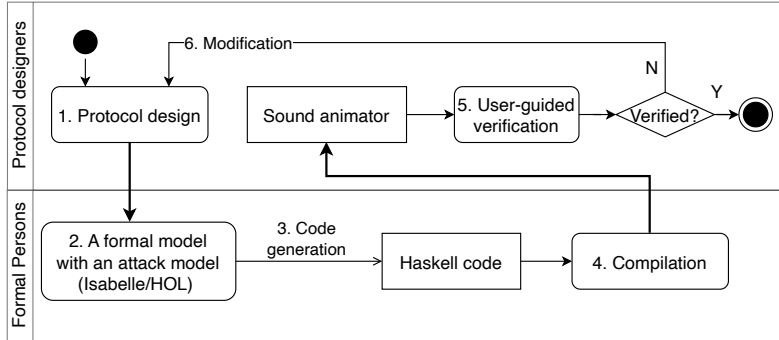 Protocol designers
6. Modification
N
Y
1. Protocol design
Sound animator
5. User-guided
verification
Verified?
Formal Persons
2. A formal model
with an attack model
(Isabelle/HOL)
3. Code
generation
Haskell code
4. Compilation